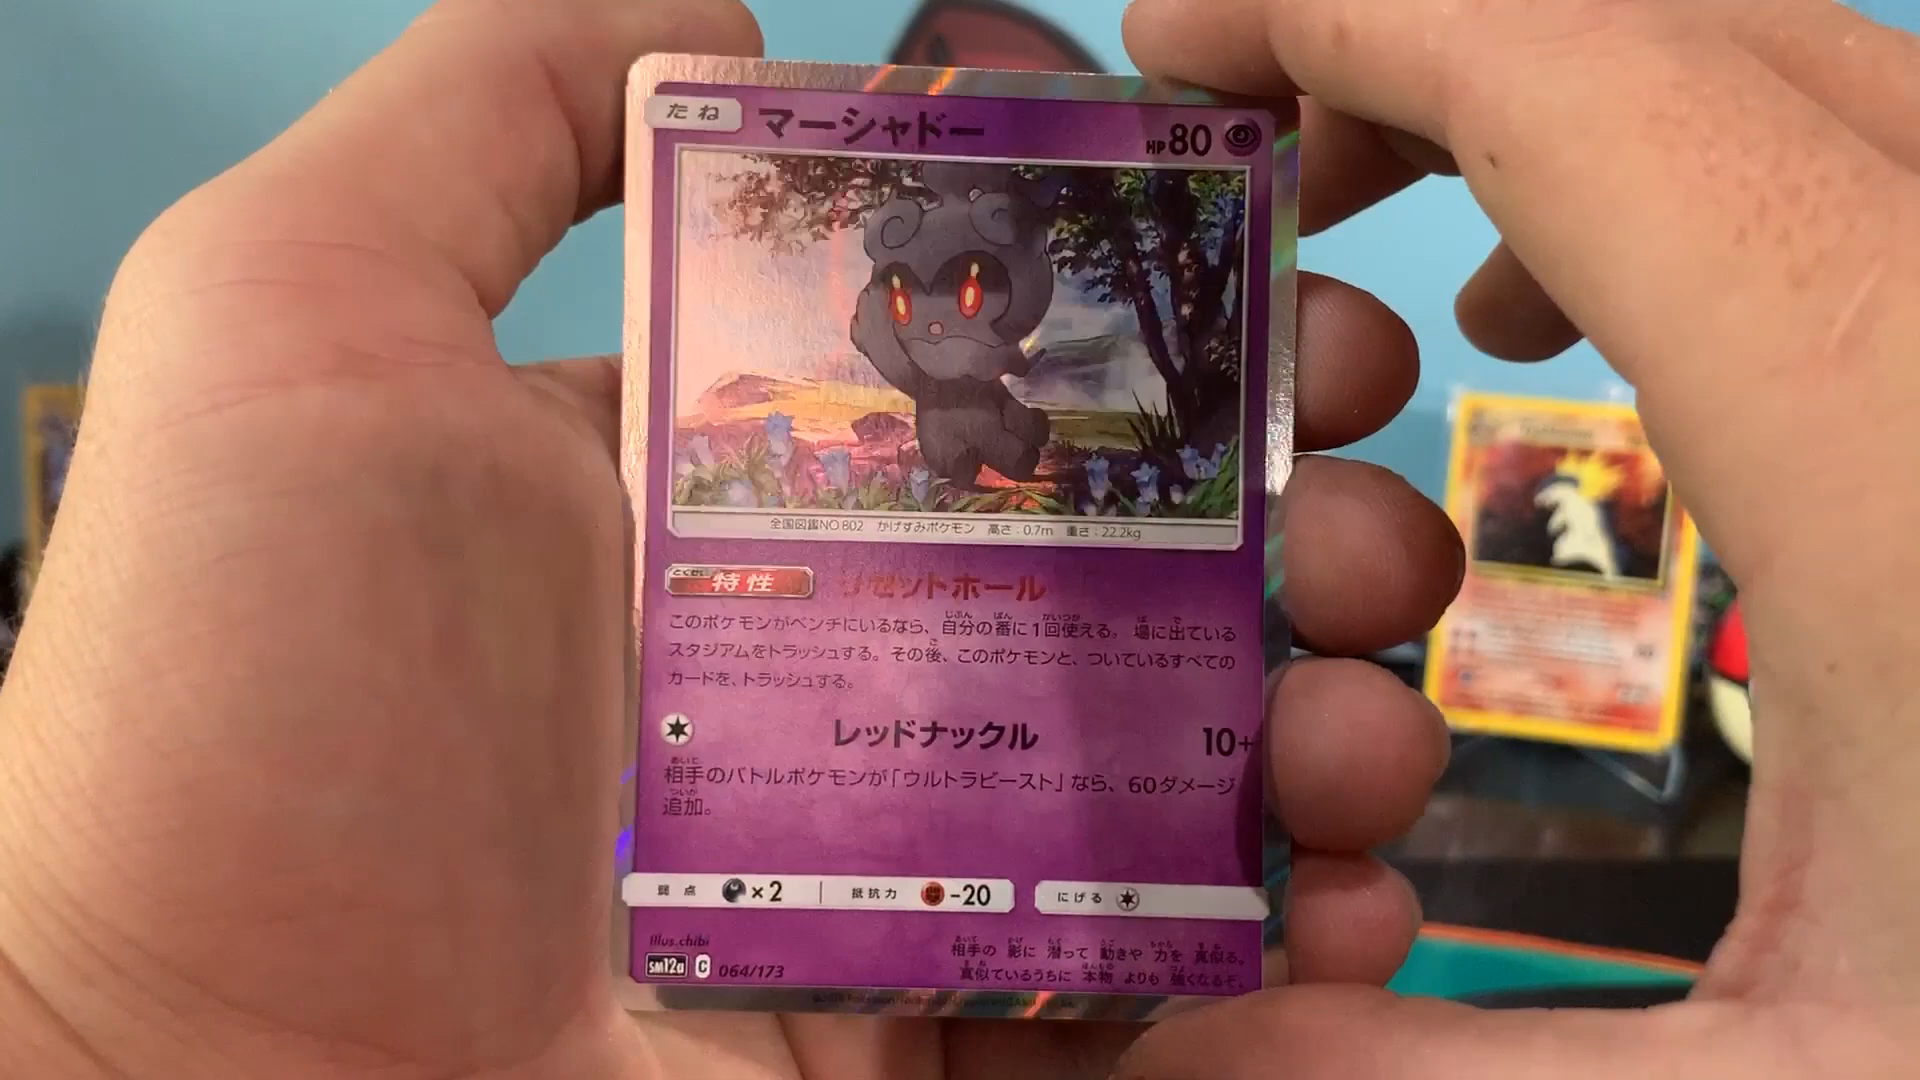 たね マーシャドー HP80
全国図鑑NO.802 かげすみポケモン 高さ:0.7m 重さ:22.2kg
特性 リセットホール
このポケモンがベンチにいるなら、自分の番に1回使える。場に出ている
スタジアムをトラッシュする。その後、このポケモンと、ついているすべての
カードを、トラッシュする。
レッドナックル 10+
相手のバトルポケモンが「ウルトラビースト」なら、60ダメージ
追加。
弱点 ×2 抵抗力 -20 にげる
Illus.chibi
SM12a C 064/173
相手の 影に 潜って 動きや 力を 真似る。
真似ているうちに 本物 よりも 強くなるぞ。